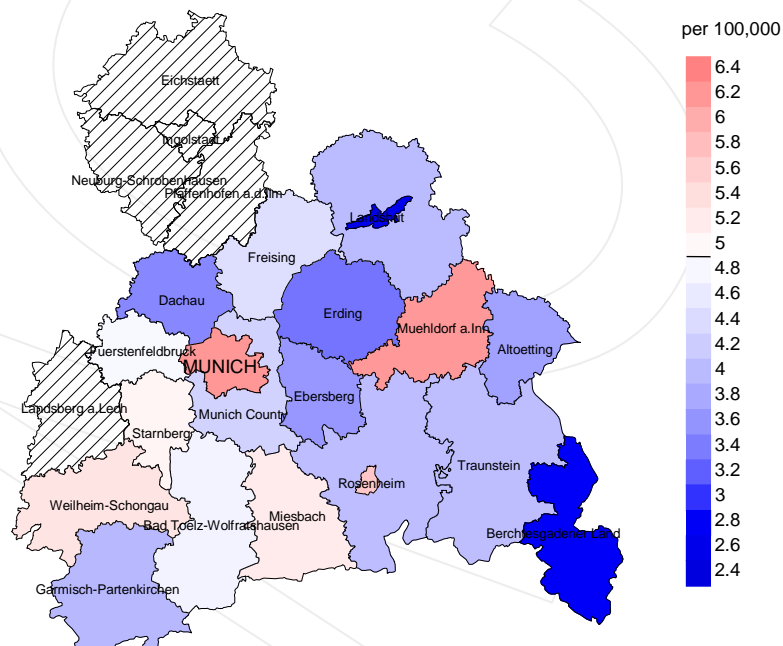 per 100,000
6.4
6.2
6
5.8
5.6
5.4
5.2
5
4.8
4.6
4.4
4.2
4
3.8
3.6
3.4
3.2
3
2.8
2.6
2.4
Eichstaett
Ingolstadt
Neuburg-Schrobenhausen
Pfaffenhofen a.d.Ilm
Landshut
Freising
Dachau
Erding
Muehldorf a.Inn
Altoetting
Fuerstenfeldbruck
MUNICH
Ebersberg
Landsberg a.Lech
Munich County
Starnberg
Traunstein
Rosenheim
Weilheim-Schongau
Miesbach
Bad Toelz-Wolfratshausen
Berchtesgadener Land
Garmisch-Partenkirchen